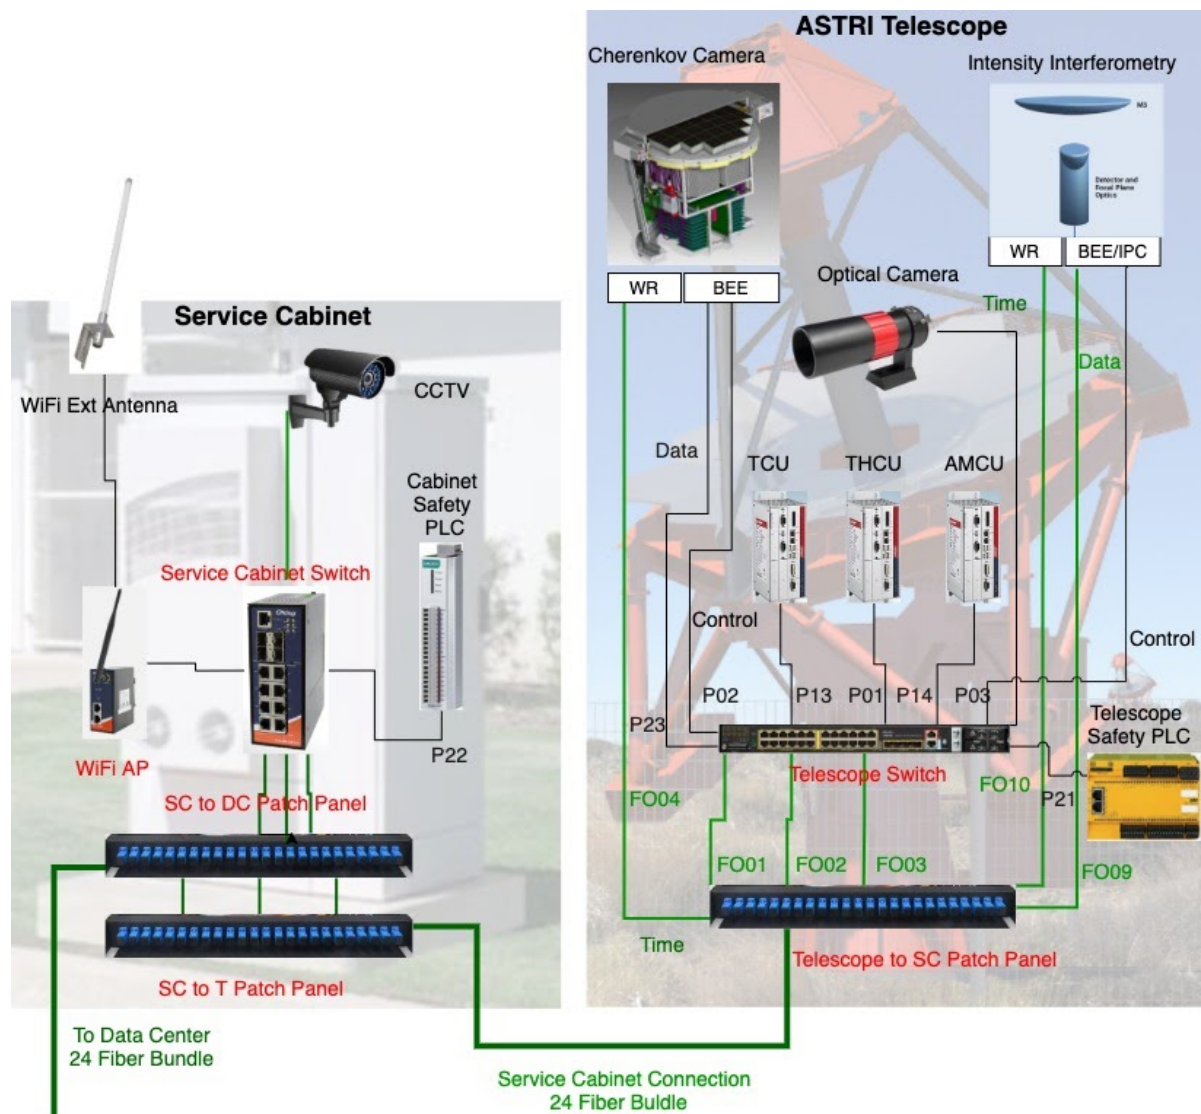 ASTRI Telescope
Cherenkov Camera
Intensity Interferometry
M3
Detector and
Focal Plane
Optics
WR
BEE/IPC
WR
BEE
Optical Camera
Time
Data
Service Cabinet
CCTV
WiFi Ext Antenna
Data
TCU
THCU
AMCU
Cabinet
Safety
PLC
Service Cabinet Switch
Control
Control
P02
P13
P01
P14
P03
P23
Telescope
Safety PLC
P22
WiFi AP
Telescope Switch
SC to DC Patch Panel
FO04
FO10
P21
FO01
FO02
FO03
FO09
Time
Telescope to SC Patch Panel
SC to T Patch Panel
To Data Center
24 Fiber Bundle
Service Cabinet Connection
24 Fiber Buldle